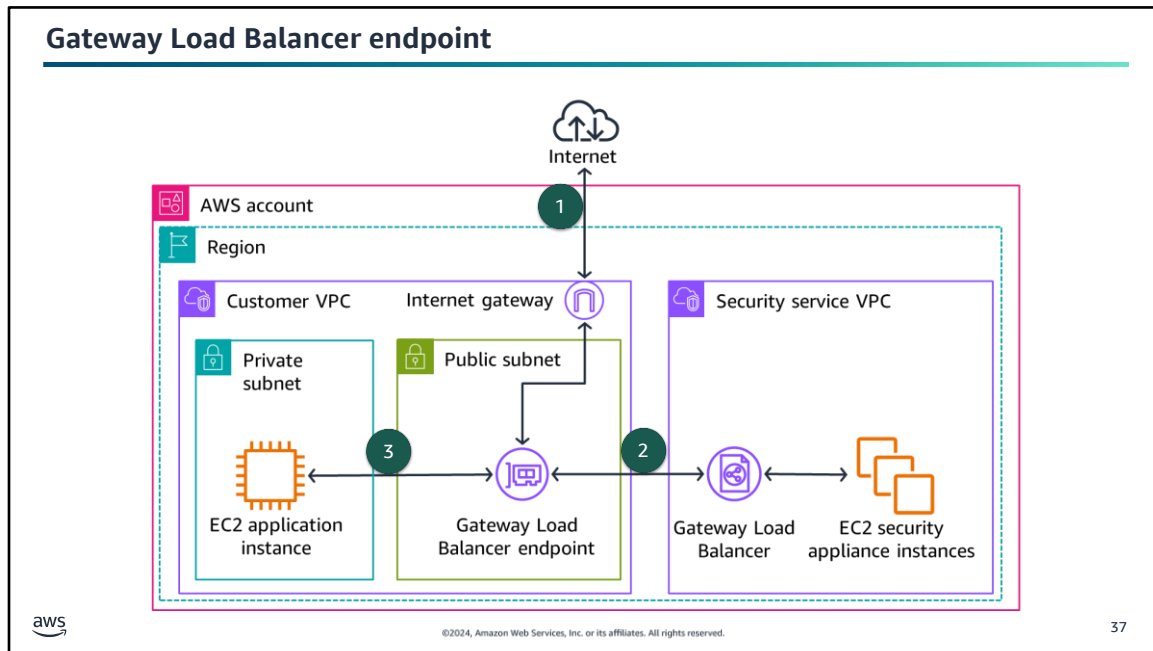 Gateway Load Balancer endpoint
Internet
1
AWS account
Region
Customer VPC
Internet gateway
Security service VPC
Private
subnet
Public subnet
3
2
EC2 application
instance
Gateway Load
Balancer endpoint
Gateway Load
Balancer
EC2 security
appliance instances
aws
©2024, Amazon Web Services, Inc. or its affiliates. All rights reserved.
37